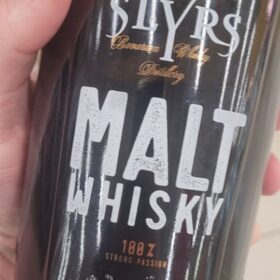 SLYRS
Bavarian Whisky
Distillery
MALT
WHISKY
100%
STRONG PASSION